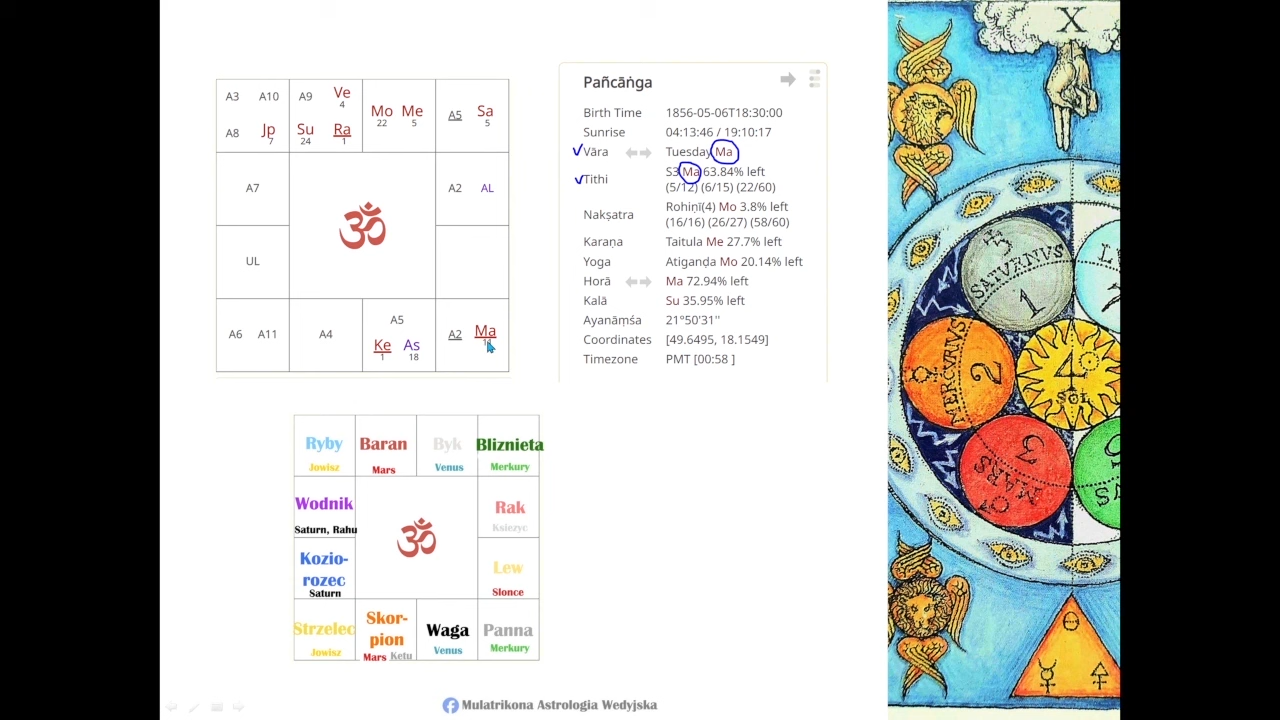 A3 A10 A9 Ve
4
Mo Me A5 Sa
22 5 5
A8 Jp Su Ra
7 24 1
A7 A2 AL
ॐ
UL
A6 A11 A4 A5 A2 Ma
Ke As
1 18
Pañcāṅga
Birth Time 1856-05-06T18:30:00
Sunrise 04:13:46 / 19:10:17
Vāra Tuesday Ma
Tithi S3 Ma 63.84% left
(5/12) (6/15) (22/60)
Nakṣatra Rohiṇī(4) Mo 3.8% left
(16/16) (26/27) (58/60)
Karaṇa Taitula Me 27.7% left
Yoga Atigaṇḍa Mo 20.14% left
Horā Ma 72.94% left
Kalā Su 35.95% left
Ayanāṃśa 21°50'31''
Coordinates [49.6495, 18.1549]
Timezone PMT [00:58 ]
Ryby Baran Byk Bliznieta
Jowisz Mars Venus Merkury
Wodnik Rak
Saturn, Rahu Ksiezyc
ॐ
Kozio-
rozec Lew
Saturn Slonce
Strzelec Skor-
pion Waga Panna
Jowisz Mars Ketu Venus Merkury
Mulatrikona Astrologia Wedyjska
X
SATVRNVS
1
MERCVRIVS
2
4
SOL
MARS
3